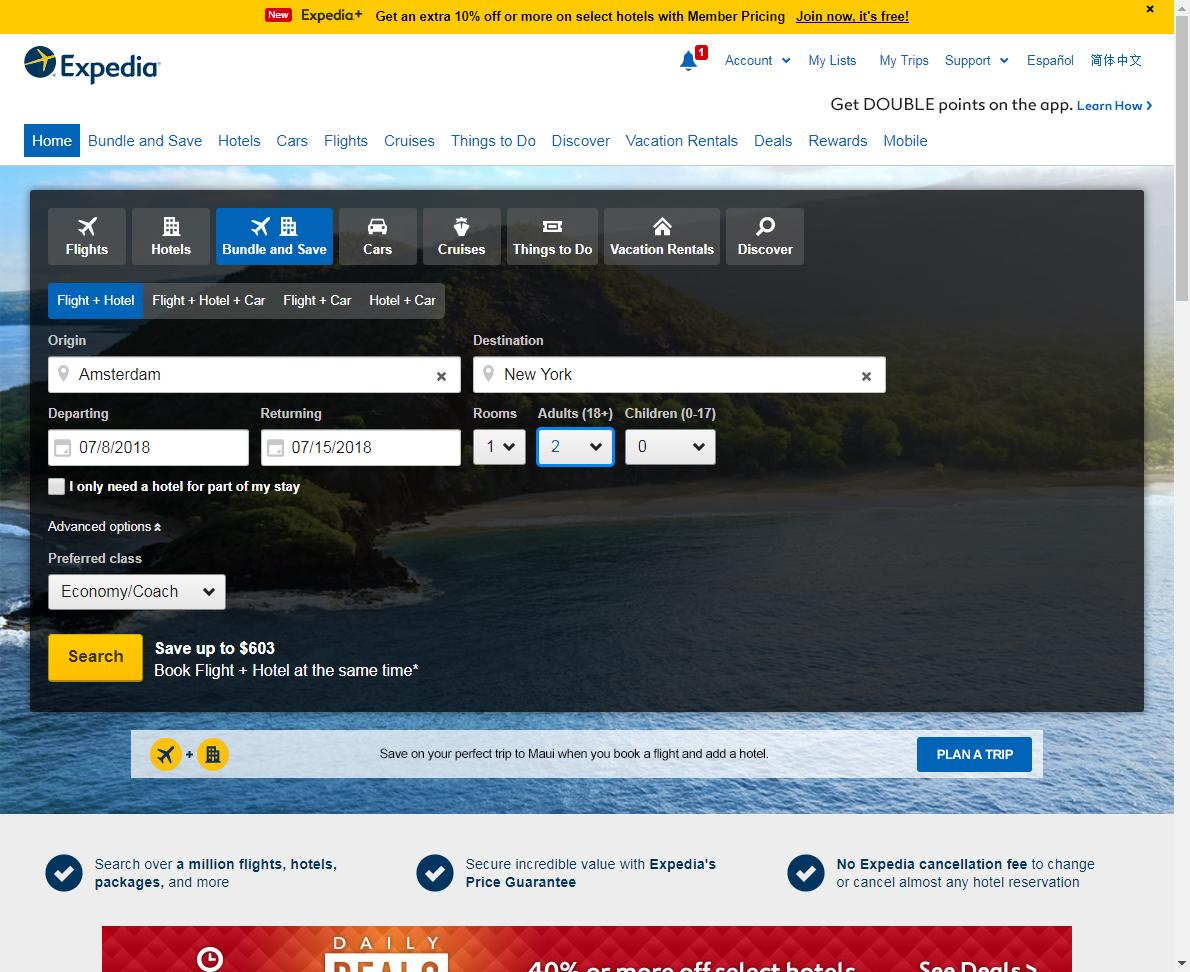 New Expedia+ Get an extra 10% off or more on select hotels with Member Pricing Join now, it's free!
Expedia
1 Account My Lists My Trips Support Español 简体中文
Get DOUBLE points on the app. Learn How
Home Bundle and Save Hotels Cars Flights Cruises Things to Do Discover Vacation Rentals Deals Rewards Mobile
Flights Hotels Bundle and Save Cars Cruises Things to Do Vacation Rentals Discover
Flight + Hotel Flight + Hotel + Car Flight + Car Hotel + Car
Origin Destination
Amsterdam New York
Departing Returning Rooms Adults (18+) Children (0-17)
07/8/2018 07/15/2018 1 2 0
I only need a hotel for part of my stay
Advanced options
Preferred class
Economy/Coach
Search Save up to $603
Book Flight + Hotel at the same time*
+ Save on your perfect trip to Maui when you book a flight and add a hotel. PLAN A TRIP
Search over a million flights, hotels,
packages, and more
Secure incredible value with Expedia's
Price Guarantee
No Expedia cancellation fee to change
or cancel almost any hotel reservation
DAILY
DEALS 40% or more off select hotels See Deals >